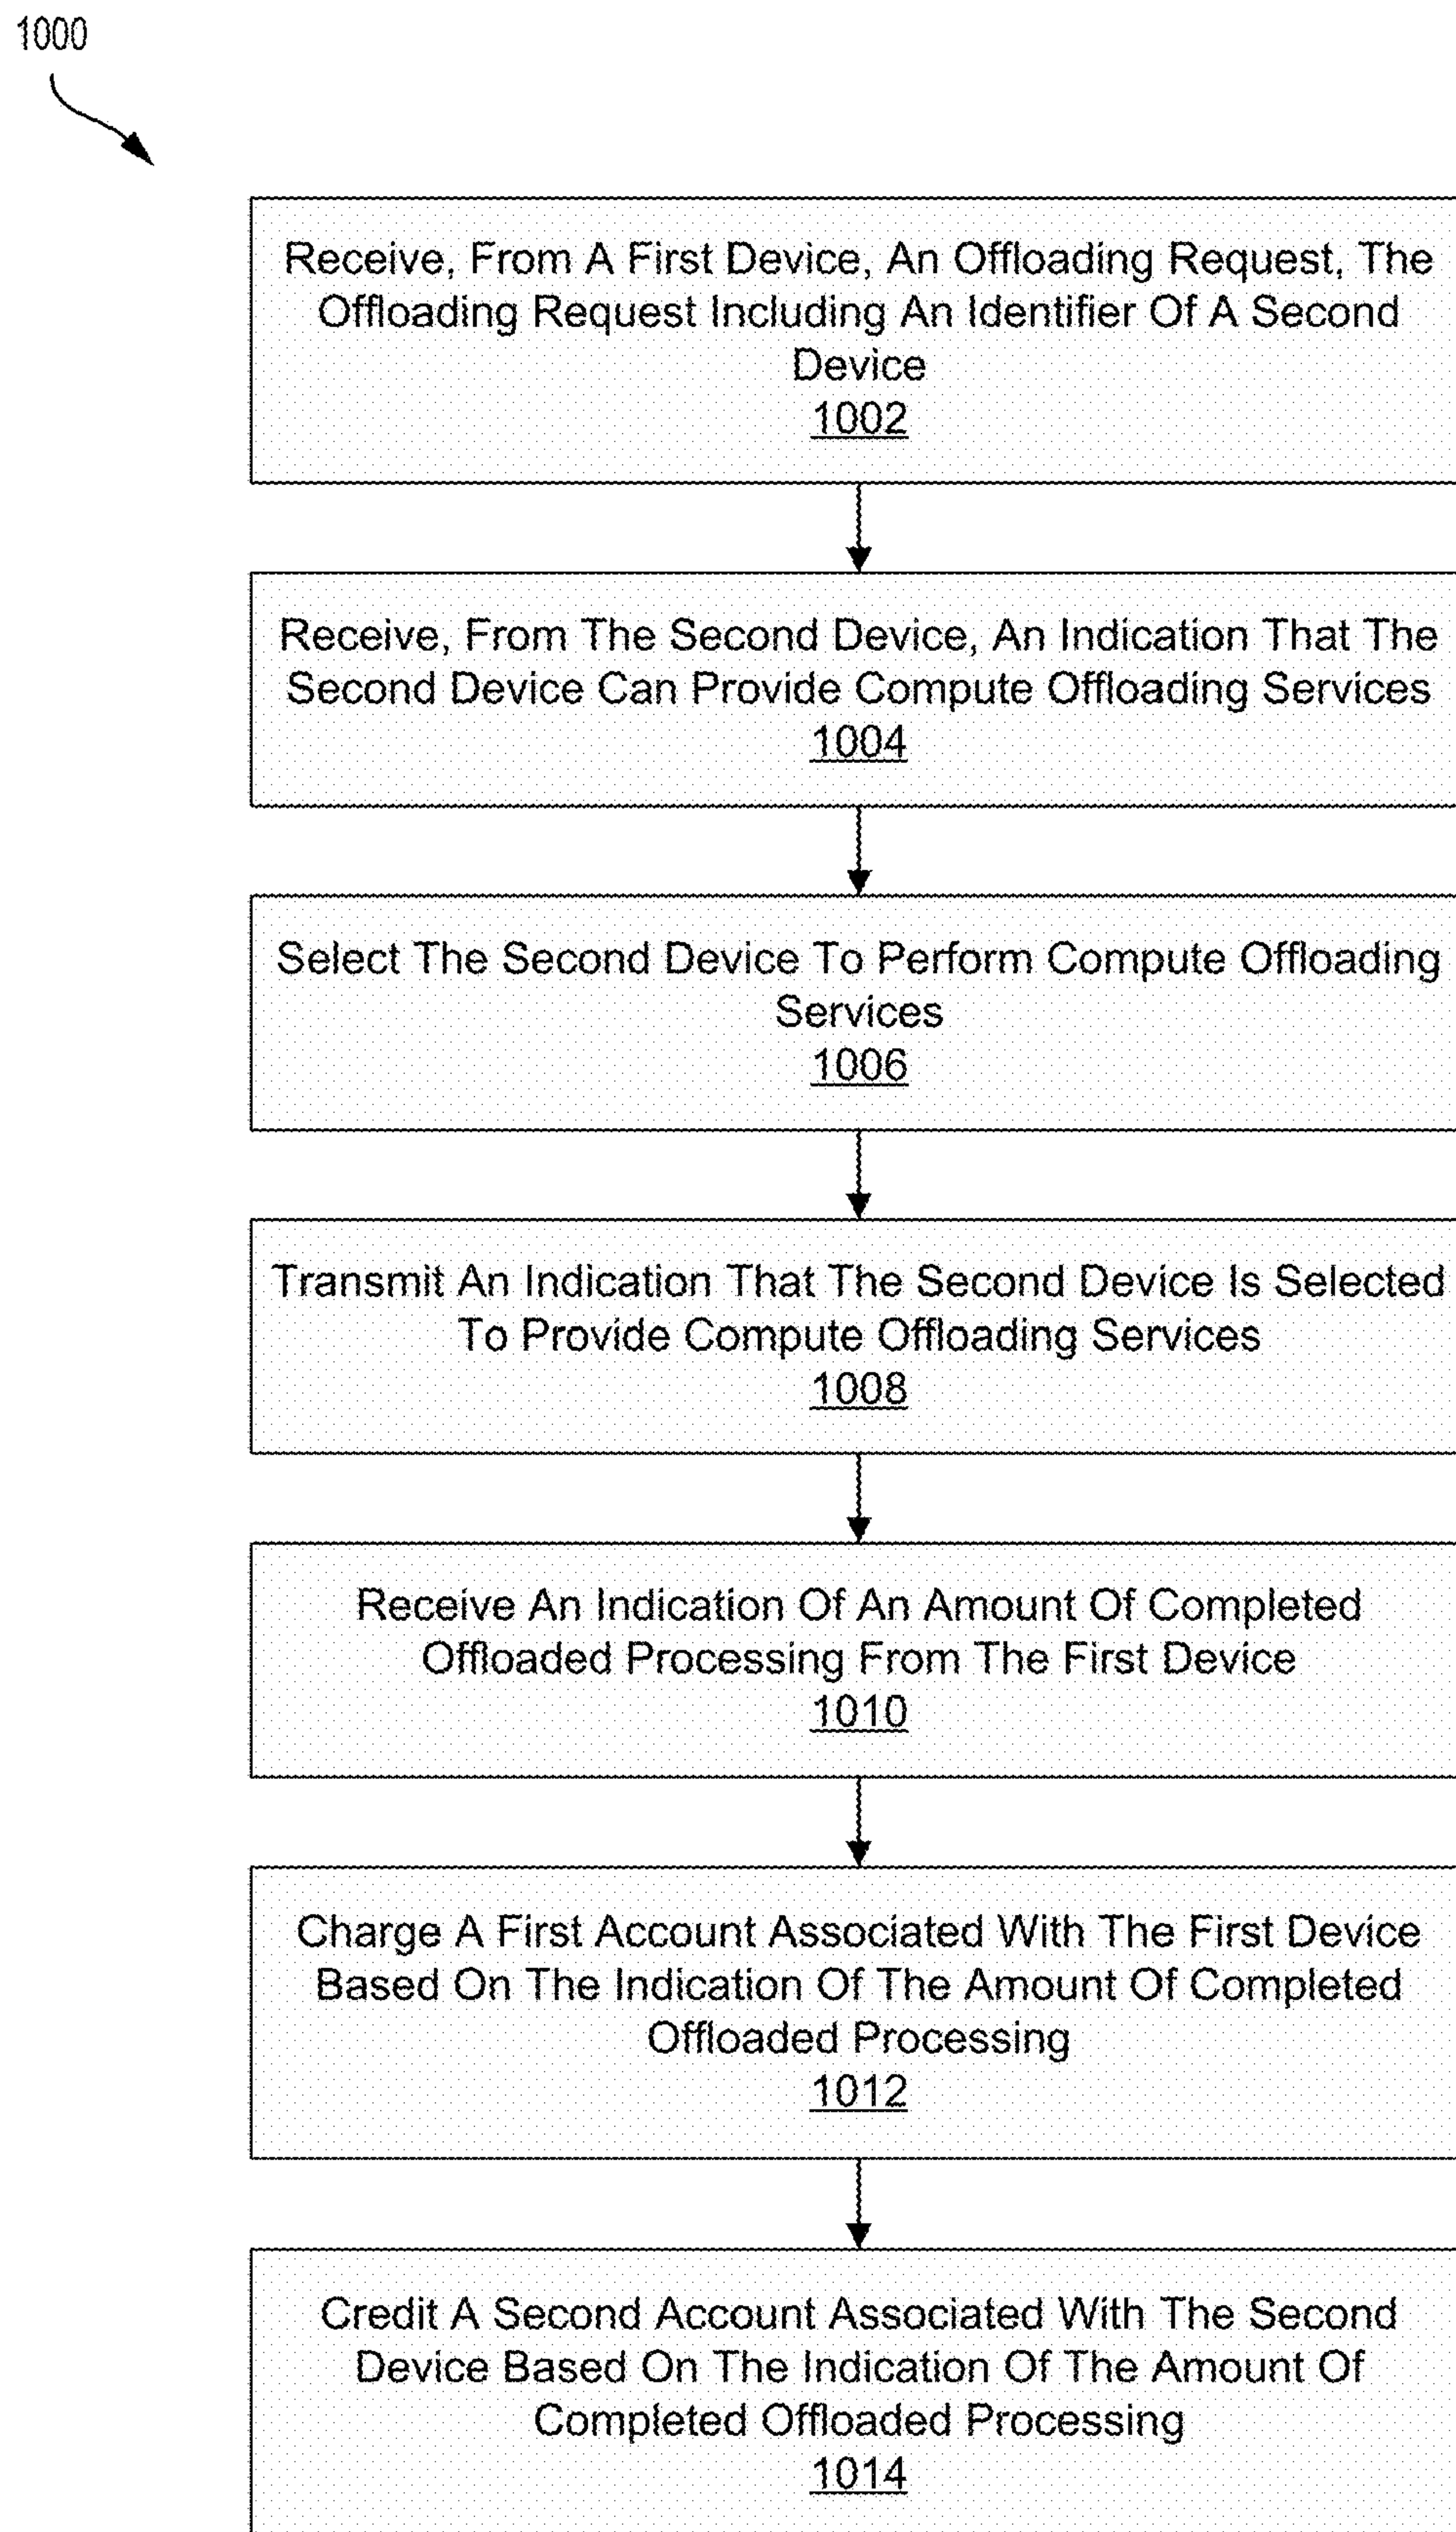 1000
Receive, From A First Device, An Offloading Request, The
Offloading Request Including An Identifier Of A Second
Device
1002
Receive, From The Second Device, An Indication That The
Second Device Can Provide Compute Offloading Services
1004
Select The Second Device To Perform Compute Offloading
Services
1006
Transmit An Indication That The Second Device Is Selected
To Provide Compute Offloading Services
1008
Receive An Indication Of An Amount Of Completed
Offloaded Processing From The First Device
1010
Charge A First Account Associated With The First Device
Based On The Indication Of The Amount Of Completed
Offloaded Processing
1012
Credit A Second Account Associated With The Second
Device Based On The Indication Of The Amount Of
Completed Offloaded Processing
1014